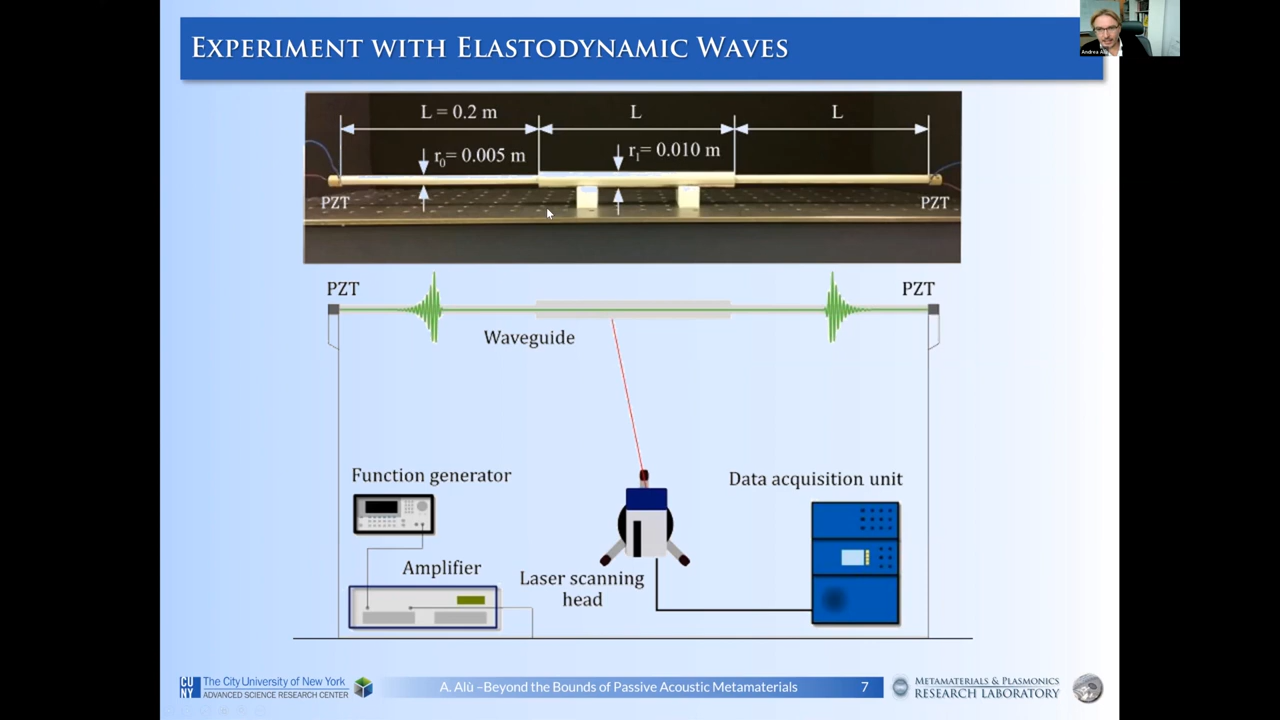 EXPERIMENT WITH ELASTODYNAMIC WAVES
L = 0.2 m
L
L
r₀= 0.005 m
r₁= 0.010 m
PZT
PZT
PZT
PZT
Waveguide
Function generator
Data acquisition unit
Amplifier
Laser scanning
head
CUNY
The City University of New York
ADVANCED SCIENCE RESEARCH CENTER
A. Alù –Beyond the Bounds of Passive Acoustic Metamaterials
7
METAMATERIALS & PLASMONICS
RESEARCH LABORATORY